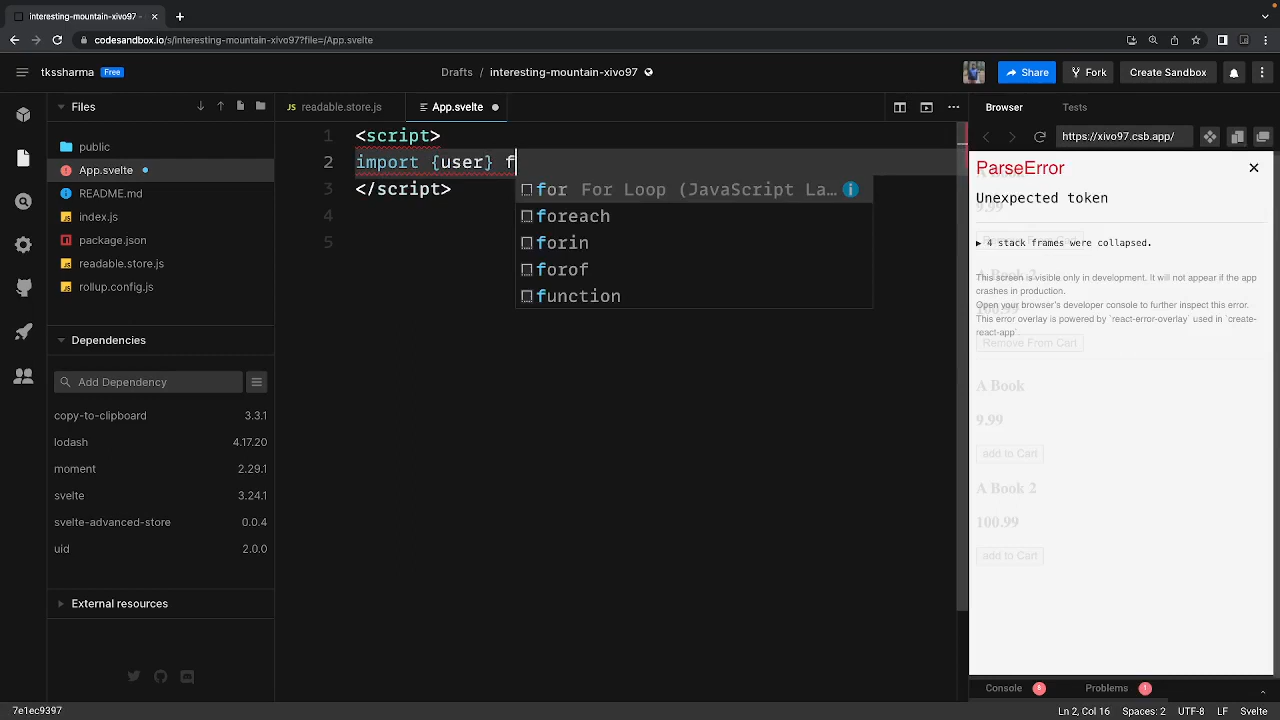 interesting-mountain-xivo97
codesandbox.io/s/interesting-mountain-xivo97?file=/App.svelte
tkssharma Free
Drafts / interesting-mountain-xivo97
Share
Fork
Create Sandbox
Files
readable.store.js
App.svelte
Browser
Tests
https://xivo97.csb.app/
public
App.svelte
README.md
index.js
package.json
readable.store.js
rollup.config.js
Dependencies
Add Dependency
copy-to-clipboard 3.3.1
lodash 4.17.20
moment 2.29.1
svelte 3.24.1
svelte-advanced-store 0.0.4
uid 2.0.0
External resources
1 <script>
2 import {user} f
3 </script>
4
5
for For Loop (JavaScript La…
foreach
forin
forof
function
ParseError
Unexpected token
9.99
4 stack frames were collapsed.
This screen is visible only in development. It will not appear if the app
crashes in production.
Open your browser's developer console to further inspect this error.
100.99
This error overlay is powered by `react-error-overlay` used in `create-
react-app`.
Remove From Cart
A Book
9.99
add to Cart
A Book 2
100.99
add to Cart
Console 8
Problems 1
7e1ec9397
Ln 2, Col 16
Spaces: 2
UTF-8
LF
Svelte